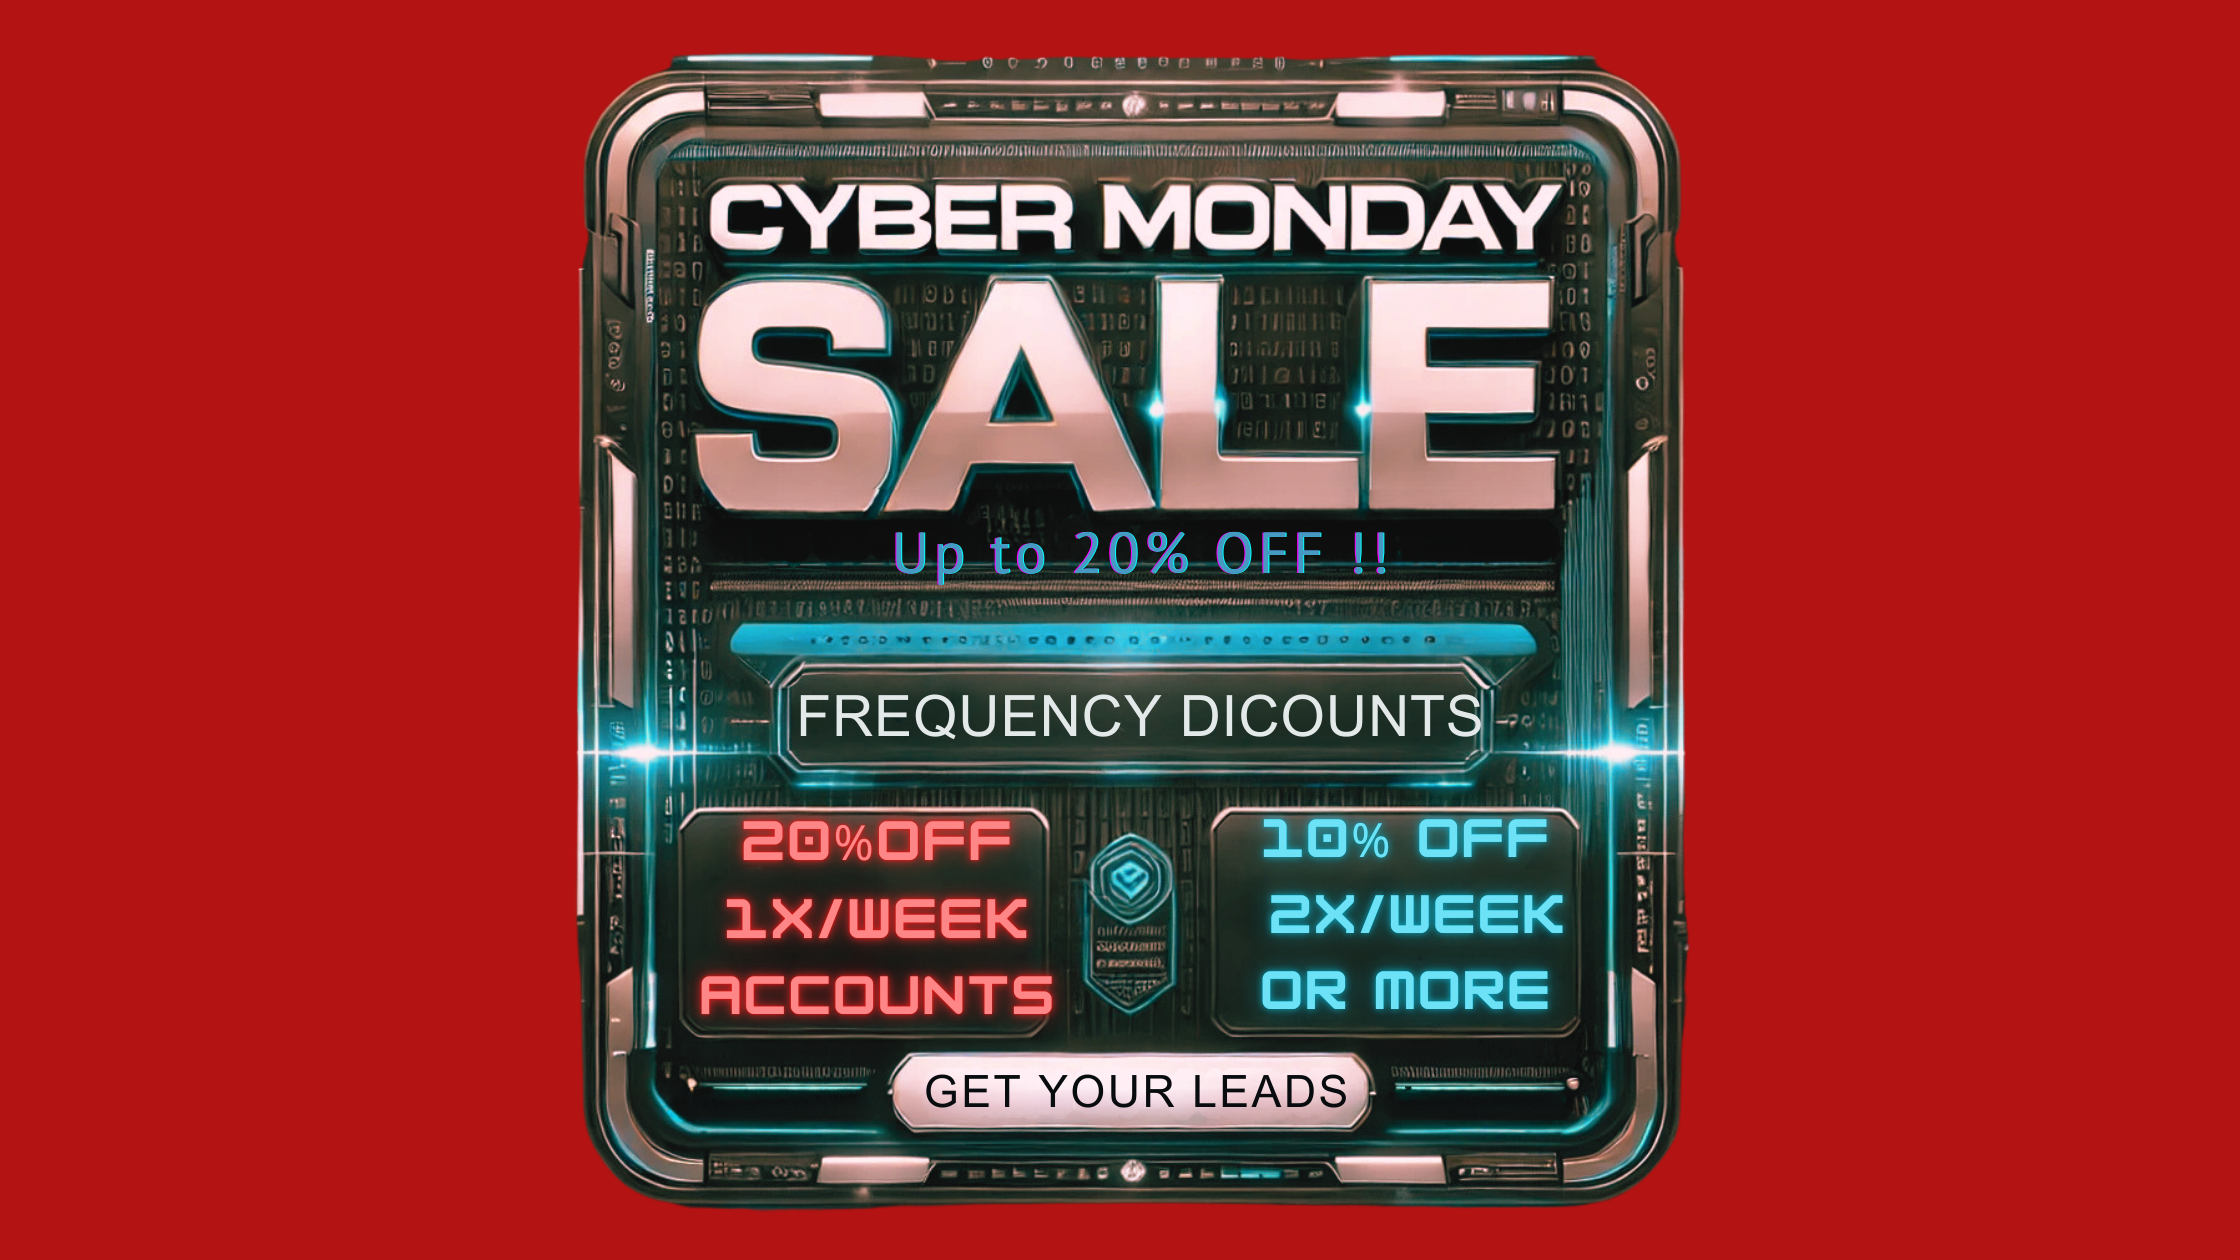 CYBER MONDAY
SALE
Up to 20% OFF !!
FREQUENCY DICOUNTS
20%OFF
1X/WEEK
ACCOUNTS
10% OFF
2X/WEEK
OR MORE
GET YOUR LEADS